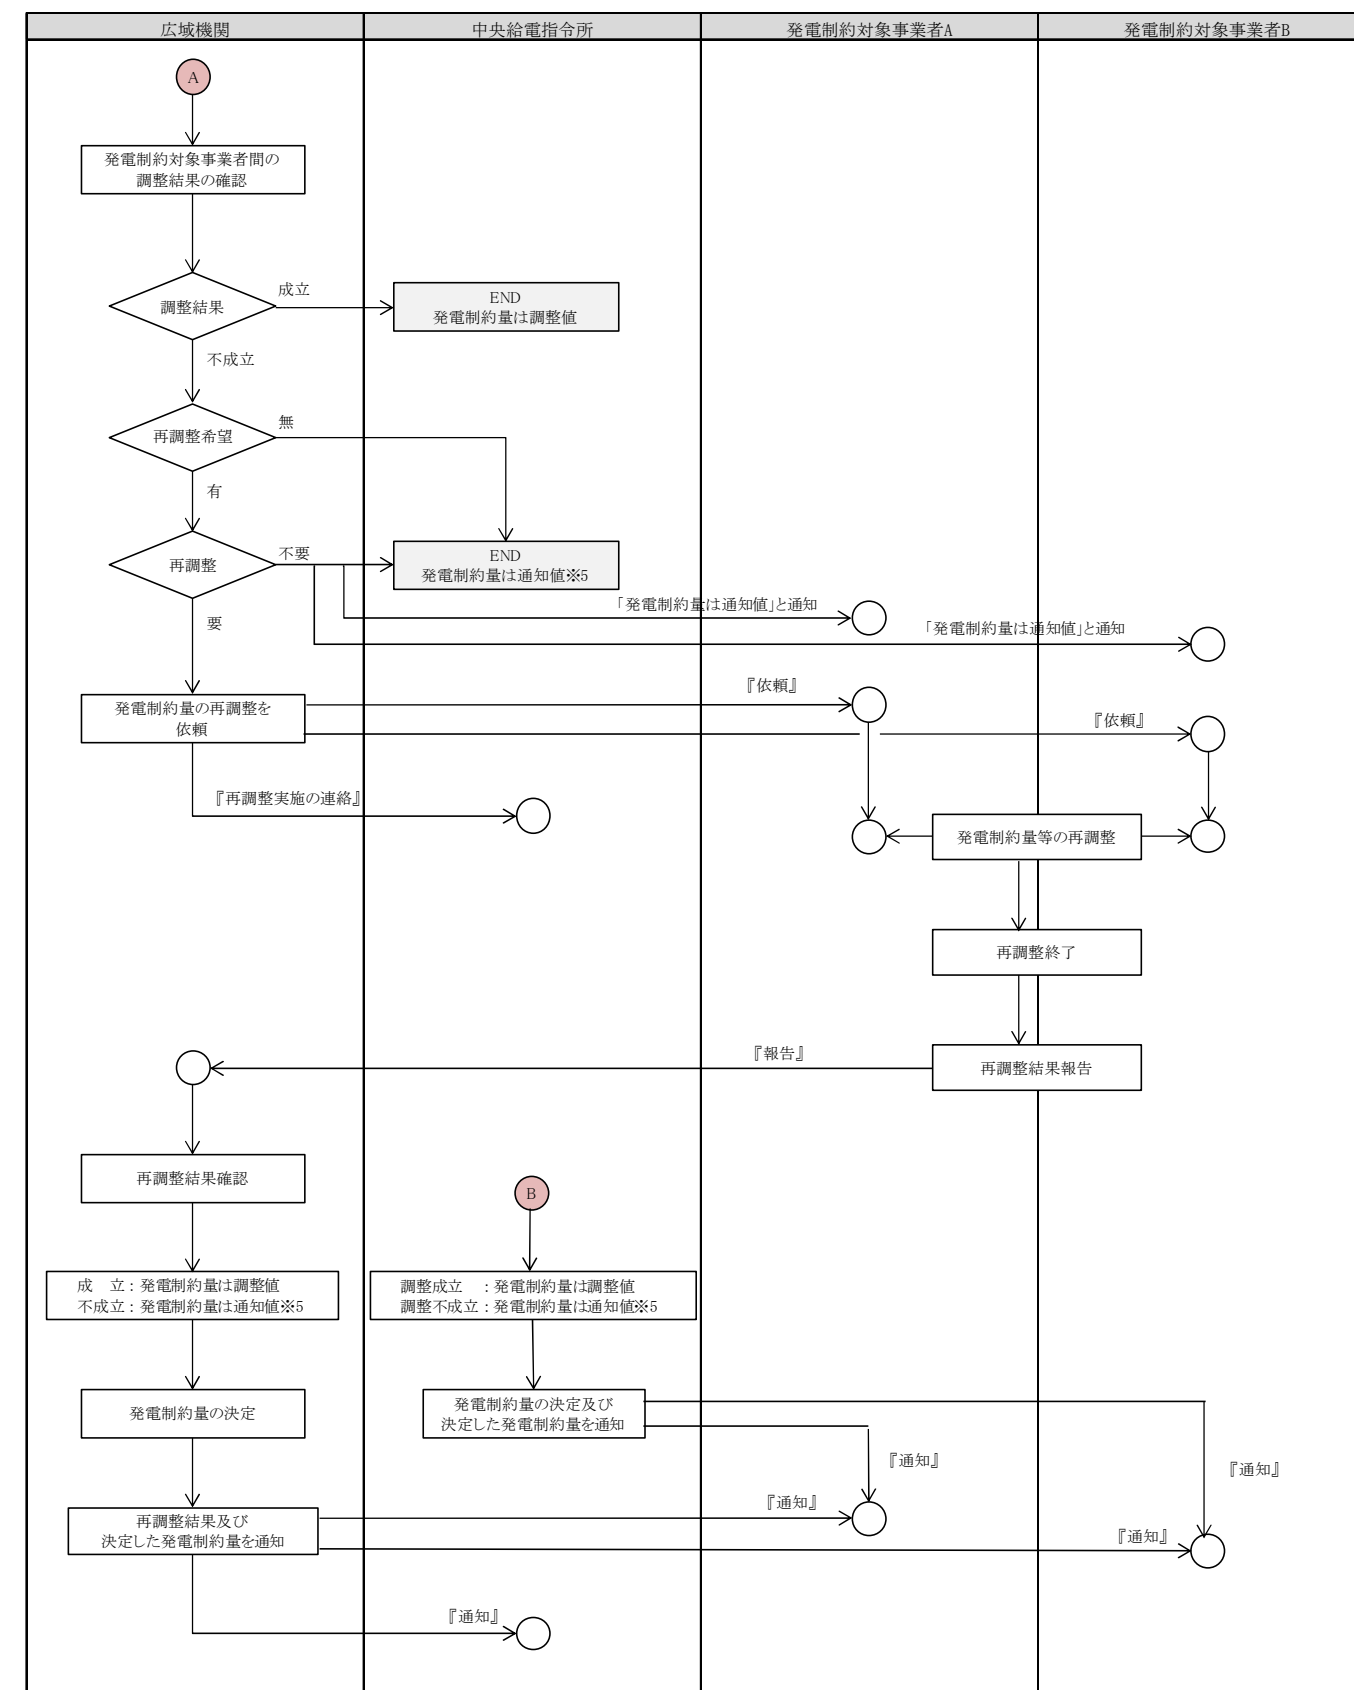 広域機関
中央給電指令所
発電制約対象事業者A
発電制約対象事業者B
A
発電制約対象事業者間の
調整結果の確認
調整結果
成立
END
発電制約量は調整値
不成立
再調整希望
無
有
再調整
不要
END
発電制約量は通知値※5
「発電制約量は通知値」と通知
「発電制約量は通知値」と通知
要
発電制約量の再調整を
依頼
『依頼』
『依頼』
『再調整実施の連絡』
発電制約量等の再調整
再調整終了
『報告』
再調整結果報告
再調整結果確認
B
成　立：発電制約量は調整値
不成立：発電制約量は通知値※5
調整成立　：発電制約量は調整値
調整不成立：発電制約量は通知値※5
発電制約量の決定
発電制約量の決定及び
決定した発電制約量を通知
『通知』
『通知』
再調整結果及び
決定した発電制約量を通知
『通知』
『通知』
『通知』